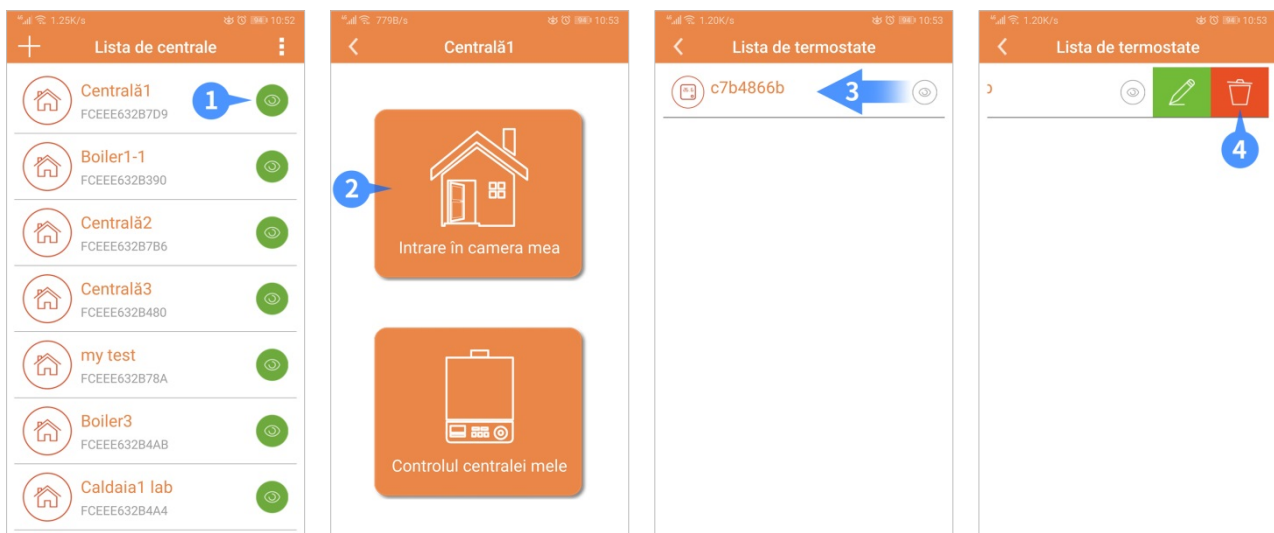 1.25K/s
10:52
Lista de centrale
Centrală1
FCEEE632B7D9
1
Boiler1-1
FCEEE632B390
Centrală2
FCEEE632B7B6
Centrală3
FCEEE632B480
my test
FCEEE632B78A
Boiler3
FCEEE632B4AB
Caldaia1 lab
FCEEE632B4A4
779B/s
10:53
Centrală1
2
Intrare în camera mea
Controlul centralei mele
1.20K/s
10:53
Lista de termostate
c7b4866b
3
1.20K/s
10:53
Lista de termostate
4